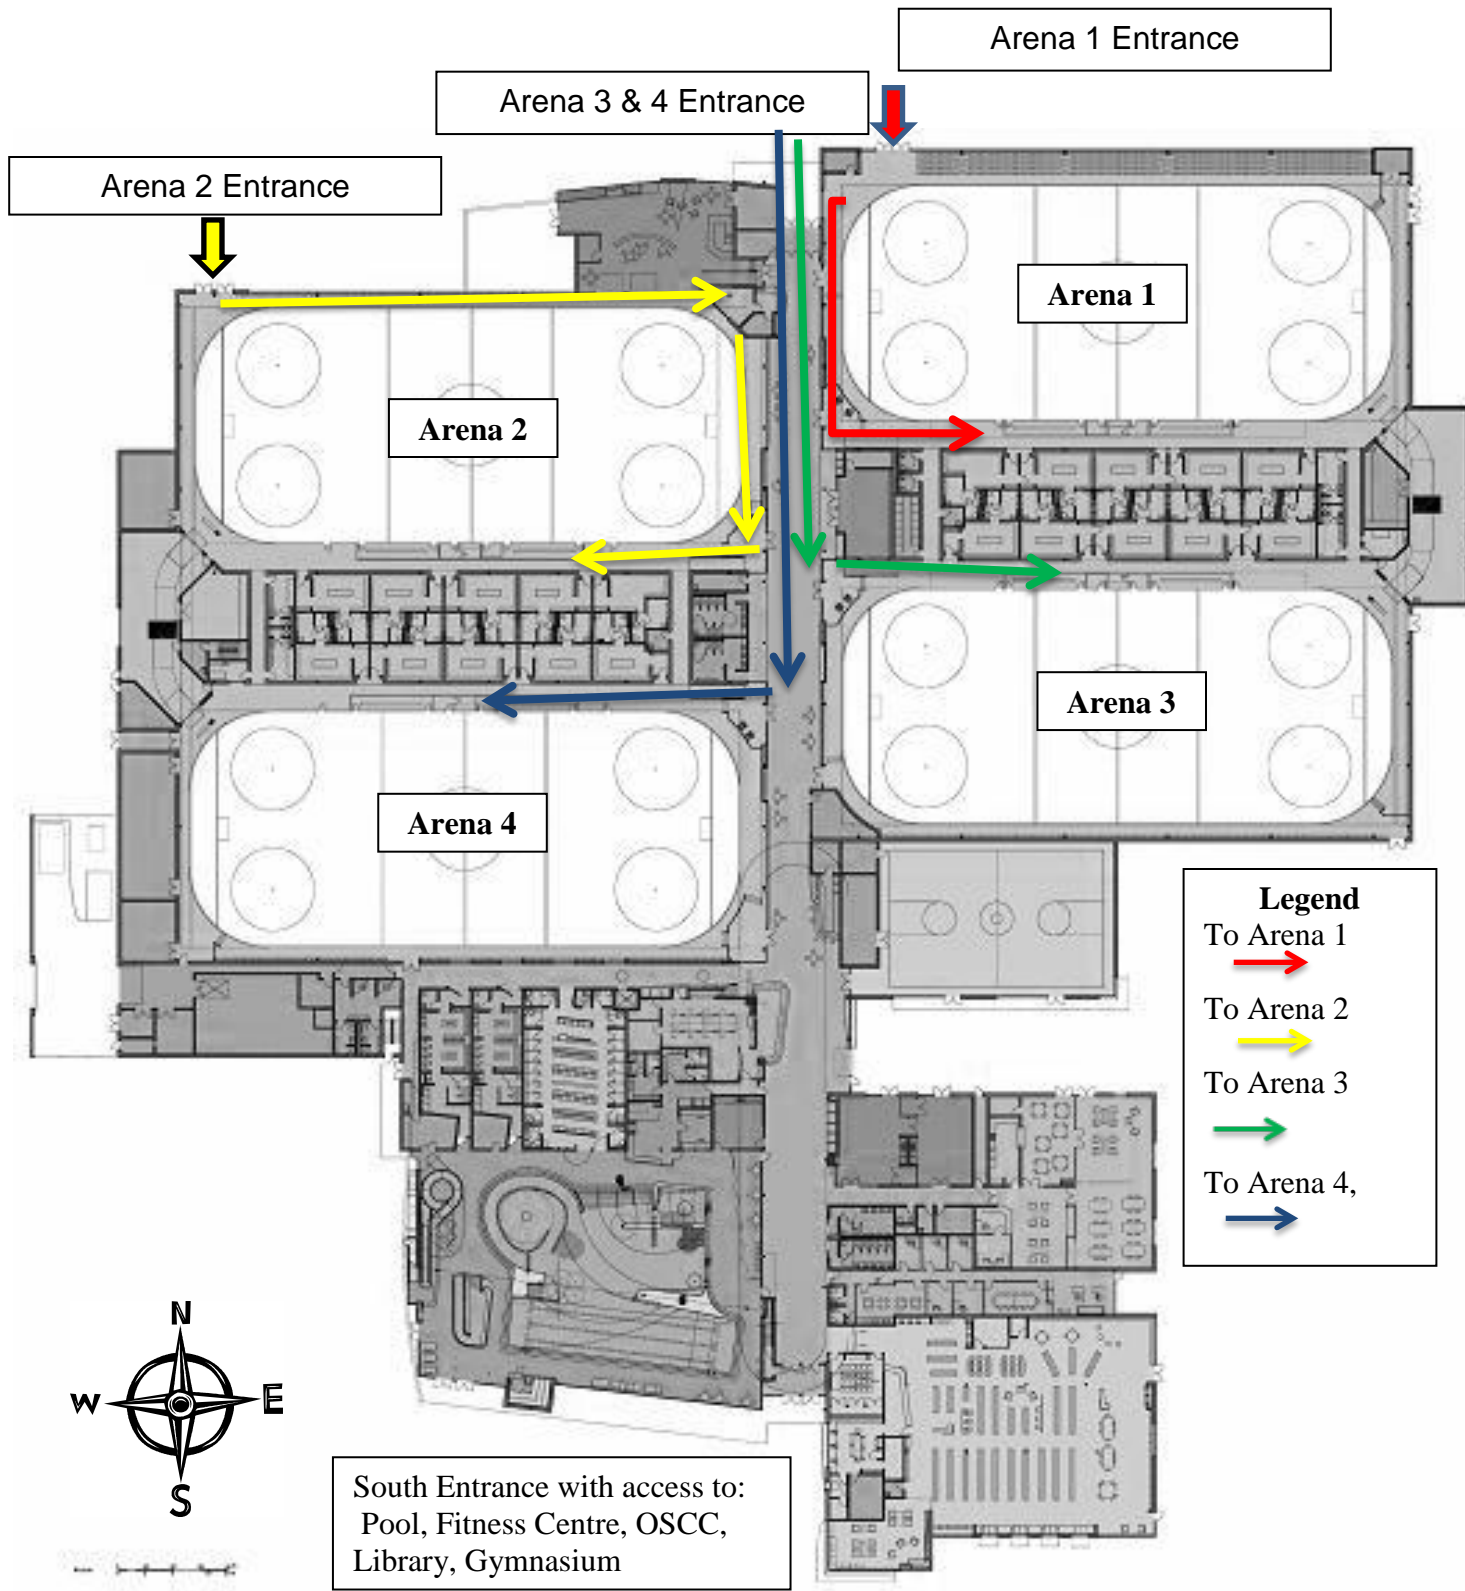 Arena 1 Entrance
Arena 3 & 4 Entrance
Arena 2 Entrance
Arena 1
Arena 2
Arena 3
Arena 4
Legend
To Arena 1
To Arena 2
To Arena 3
To Arena 4,
N
W E
S
South Entrance with access to:
Pool, Fitness Centre, OSCC,
Library, Gymnasium